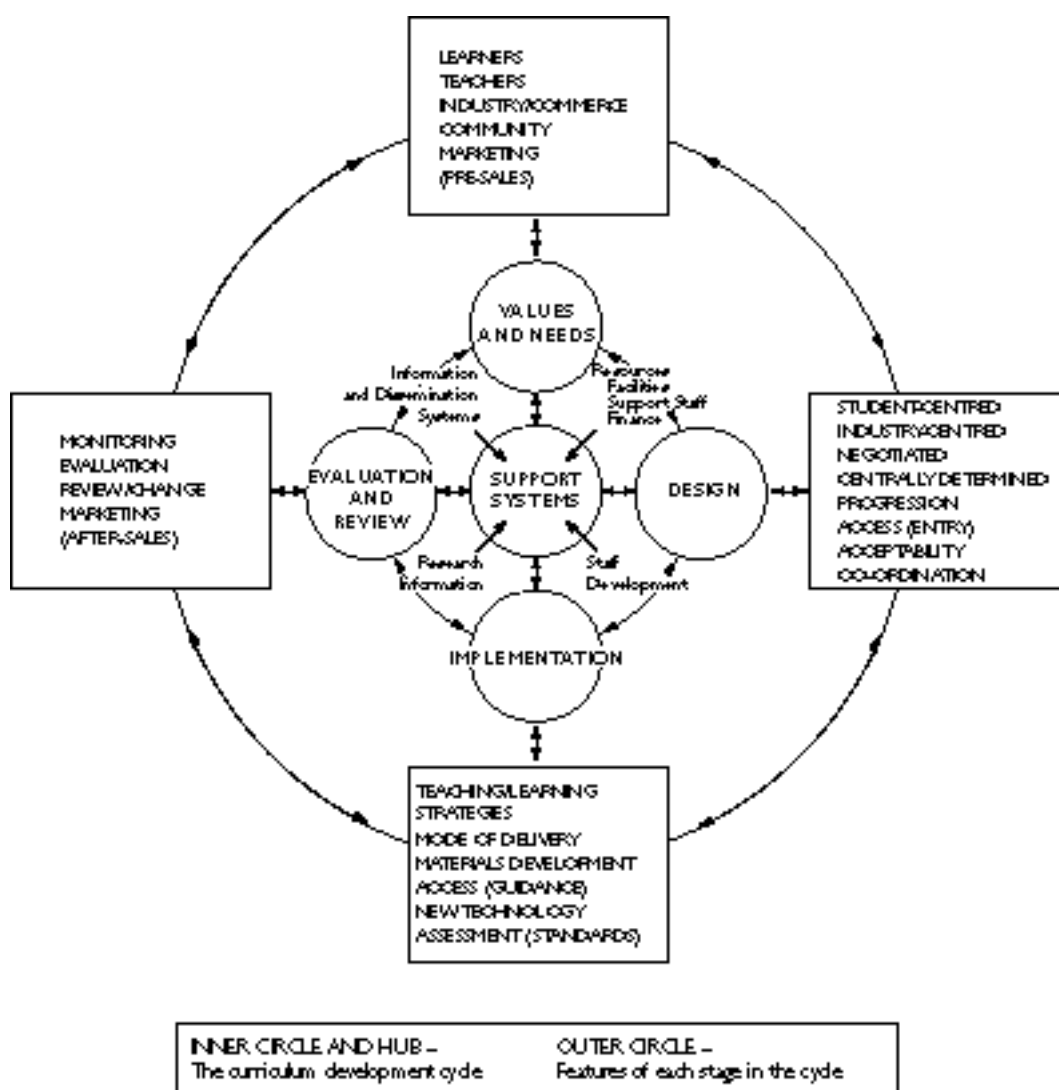 LEARNERS
TEACHERS
INDUSTRY/COMMERCE
COMMUNITY
MARKETING
(PRE-SALES)
VALUES
AND NEEDS
Information
and Dissemination
Systems
Resources
Facilities
Support Staff
Finance
MONITORING
EVALUATION
REVIEW/CHANGE
MARKETING
(AFTER-SALES)
EVALUATION
AND
REVIEW
SUPPORT
SYSTEMS
DESIGN
STUDENT-CENTRED
INDUSTRY-CENTRED
NEGOTIATED
CENTRALLY DETERMINED
PROGRESSION
ACCESS (ENTRY)
ACCEPTABILITY
CO-ORDINATION
Research
Information
Staff
Development
IMPLEMENTATION
TEACHING/LEARNING
STRATEGIES
MODE OF DELIVERY
MATERIALS DEVELOPMENT
ACCESS (GUIDANCE)
NEW TECHNOLOGY
ASSESSMENT (STANDARDS)
INNER CIRCLE AND HUB –
The curriculum development cycle
OUTER CIRCLE –
Features of each stage in the cycle